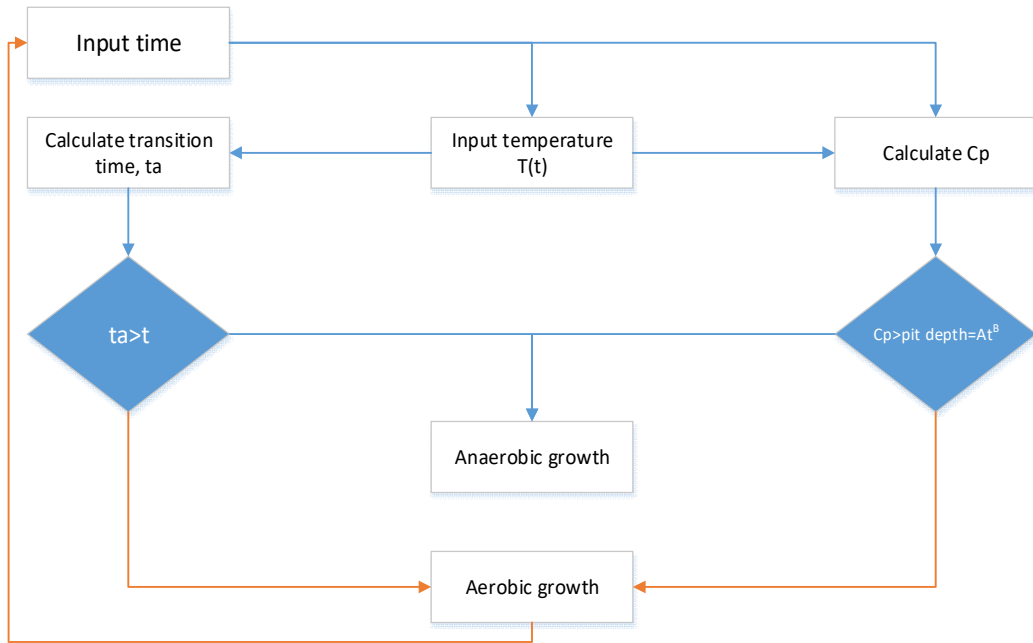 Input time
Calculate transition
time, ta
Input temperature
T(t)
Calculate Cp
ta>t
Cp>pit depth=At^B
Anaerobic growth
Aerobic growth